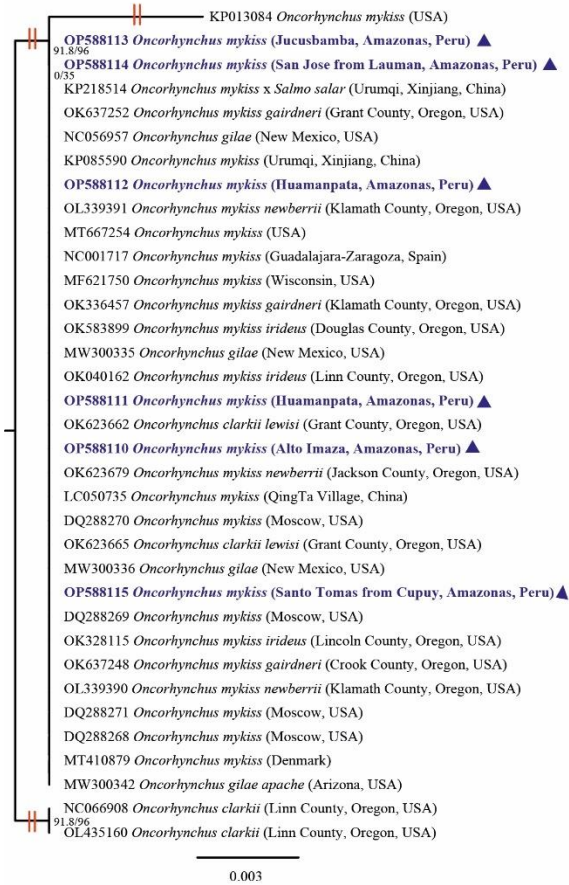 KP013084 Oncorhynchus mykiss (USA)
OP588113 Oncorhynchus mykiss (Jucusbamba, Amazonas, Peru)
91.8/96
OP588114 Oncorhynchus mykiss (San Jose from Lauman, Amazonas, Peru)
0/35
KP218514 Oncorhynchus mykiss x Salmo salar (Urumqi, Xinjiang, China)
OK637252 Oncorhynchus mykiss gairdneri (Grant County, Oregon, USA)
NC056957 Oncorhynchus gilae (New Mexico, USA)
KP085590 Oncorhynchus mykiss (Urumqi, Xinjiang, China)
OP588112 Oncorhynchus mykiss (Huamanpata, Amazonas, Peru)
OL339391 Oncorhynchus mykiss newberrii (Klamath County, Oregon, USA)
MT667254 Oncorhynchus mykiss (USA)
NC001717 Oncorhynchus mykiss (Guadalajara-Zaragoza, Spain)
MF621750 Oncorhynchus mykiss (Wisconsin, USA)
OK336457 Oncorhynchus mykiss gairdneri (Klamath County, Oregon, USA)
OK583899 Oncorhynchus mykiss irideus (Douglas County, Oregon, USA)
MW300335 Oncorhynchus gilae (New Mexico, USA)
OK040162 Oncorhynchus mykiss irideus (Linn County, Oregon, USA)
OP588111 Oncorhynchus mykiss (Huamanpata, Amazonas, Peru)
OK623662 Oncorhynchus clarkii lewisi (Grant County, Oregon, USA)
OP588110 Oncorhynchus mykiss (Alto Imaza, Amazonas, Peru)
OK623679 Oncorhynchus mykiss newberrii (Jackson County, Oregon, USA)
LC050735 Oncorhynchus mykiss (QingTa Village, China)
DQ288270 Oncorhynchus mykiss (Moscow, USA)
OK623665 Oncorhynchus clarkii lewisi (Grant County, Oregon, USA)
MW300336 Oncorhynchus gilae (New Mexico, USA)
OP588115 Oncorhynchus mykiss (Santo Tomas from Cupuy, Amazonas, Peru)
DQ288269 Oncorhynchus mykiss (Moscow, USA)
OK328115 Oncorhynchus mykiss irideus (Lincoln County, Oregon, USA)
OK637248 Oncorhynchus mykiss gairdneri (Crook County, Oregon, USA)
OL339390 Oncorhynchus mykiss newberrii (Klamath County, Oregon, USA)
DQ288271 Oncorhynchus mykiss (Moscow, USA)
DQ288268 Oncorhynchus mykiss (Moscow, USA)
MT410879 Oncorhynchus mykiss (Denmark)
MW300342 Oncorhynchus gilae apache (Arizona, USA)
NC066908 Oncorhynchus clarkii (Linn County, Oregon, USA)
91.8/96
OL435160 Oncorhynchus clarkii (Linn County, Oregon, USA)
0.003